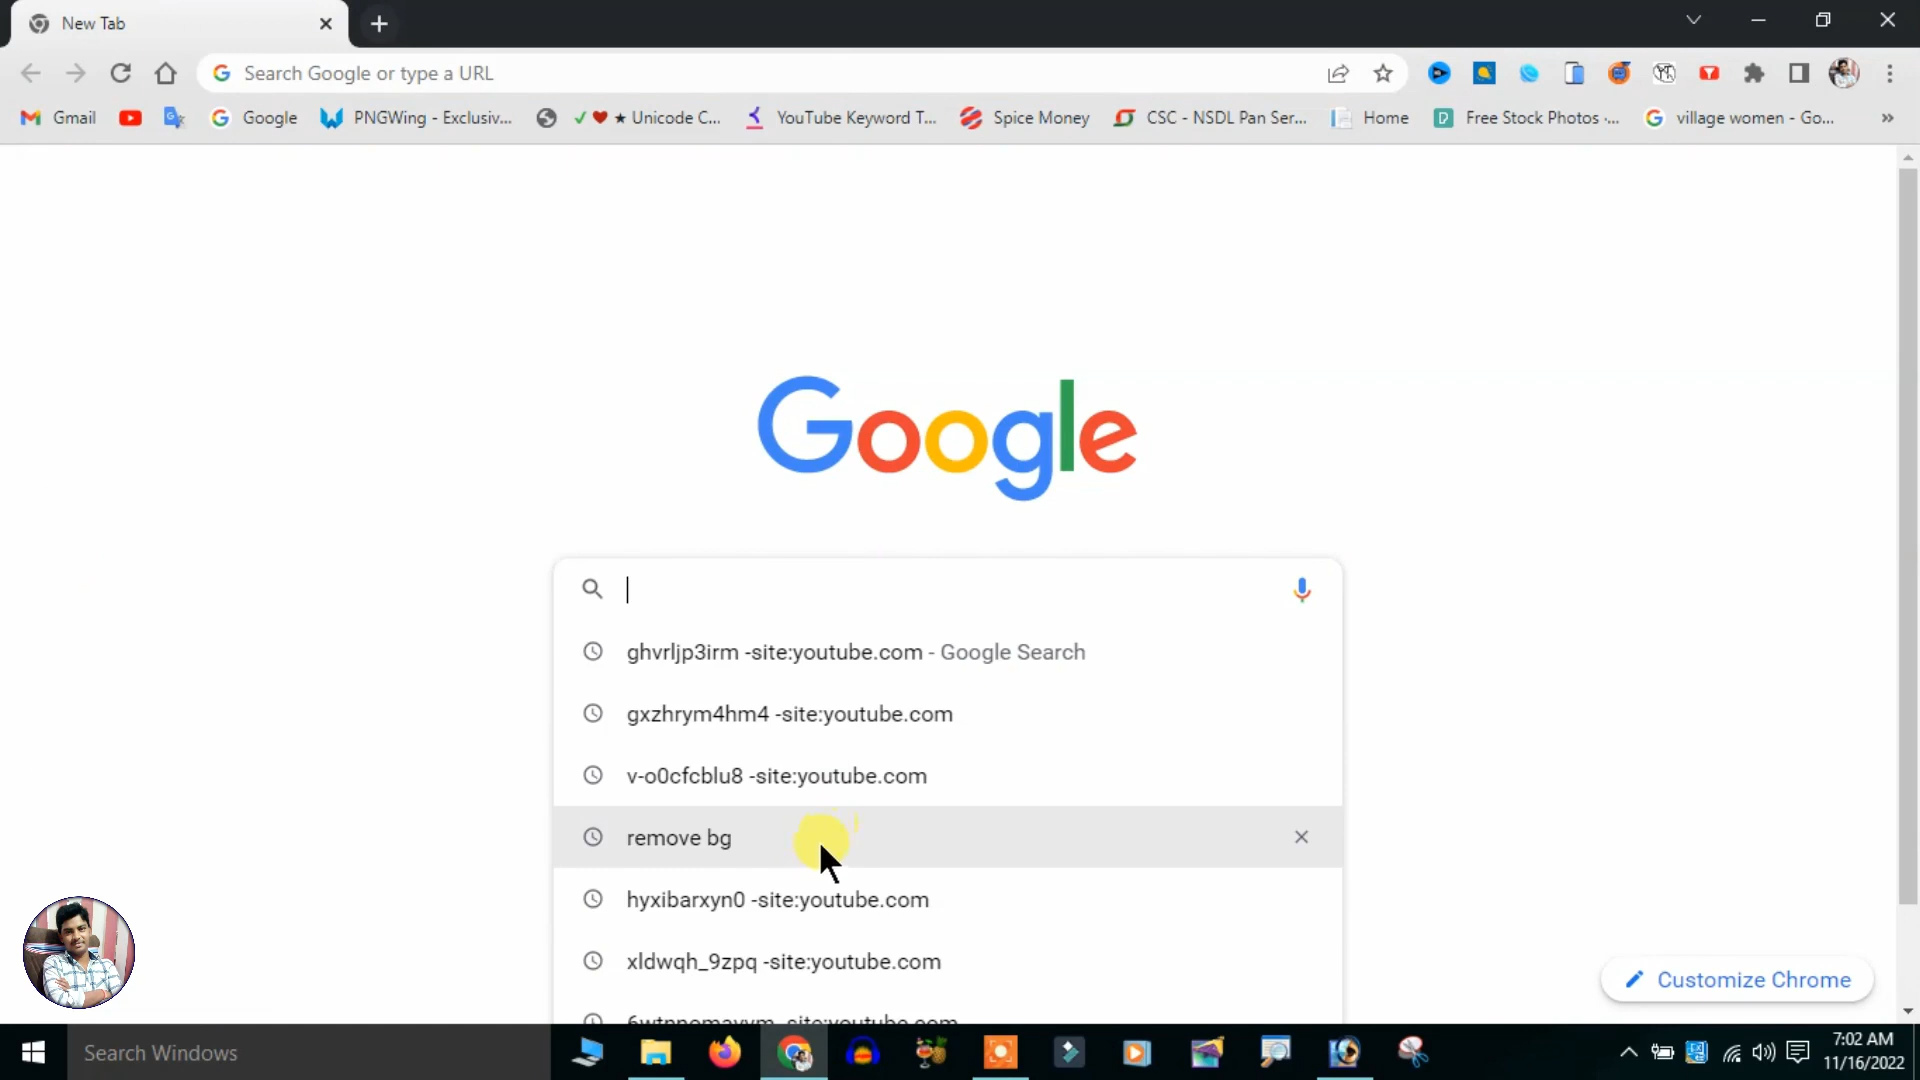 New Tab
Search Google or type a URL
Gmail
Google
PNGWing - Exclusiv...
✓ ❤ ★ Unicode C...
YouTube Keyword T...
Spice Money
CSC - NSDL Pan Ser...
Home
Free Stock Photos ·...
village women - Go...
»
Google
ghvrljp3irm -site:youtube.com - Google Search
gxzhrym4hm4 -site:youtube.com
v-o0cfcblu8 -site:youtube.com
remove bg
hyxibarxyn0 -site:youtube.com
xldwqh_9zpq -site:youtube.com
-site:youtube.com
Customize Chrome
Search Windows
7:02 AM
11/16/2022